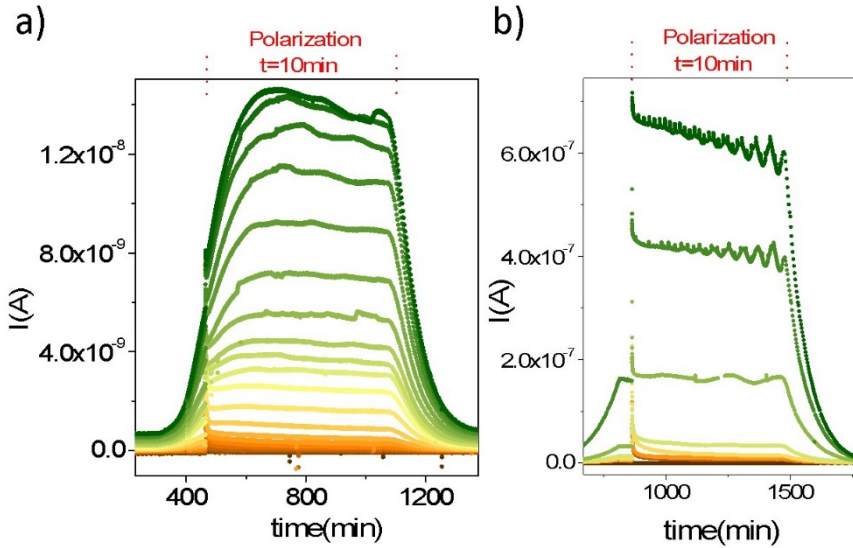 a)
Polarization
t=10min
1.2x10⁻⁸
8.0x10⁻⁹
4.0x10⁻⁹
0.0
I(A)
400
800
1200
time(min)
b)
Polarization
t=10min
6.0x10⁻⁷
4.0x10⁻⁷
2.0x10⁻⁷
0.0
I(A)
1000
1500
time(min)